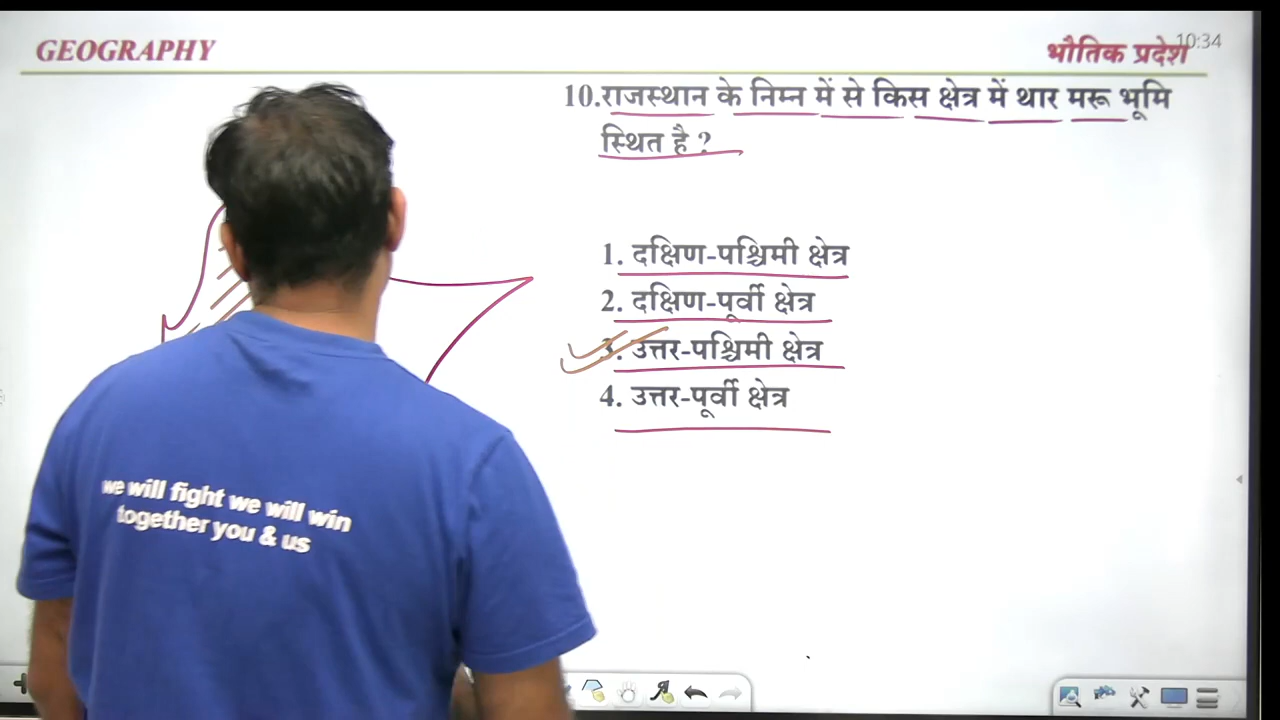 GEOGRAPHY
भौतिक प्रदेश
10:34
10.राजस्थान के निम्न में से किस क्षेत्र में थार मरू भूमि
स्थित है ?
1. दक्षिण-पश्चिमी क्षेत्र
2. दक्षिण-पूर्वी क्षेत्र
3. उत्तर-पश्चिमी क्षेत्र
4. उत्तर-पूर्वी क्षेत्र
we will fight we will win
together you & us